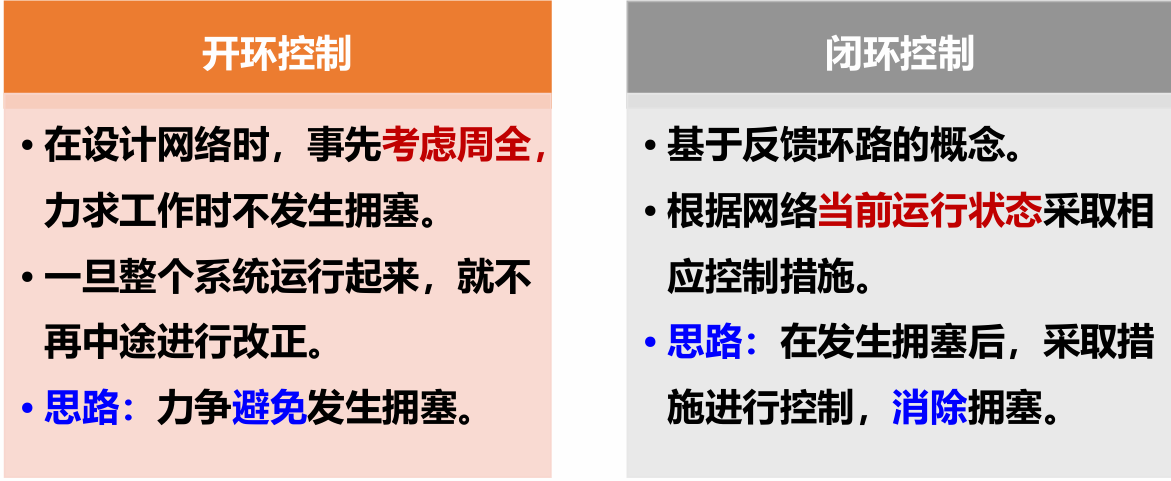 开环控制
• 在设计网络时，事先考虑周全，
力求工作时不发生拥塞。
• 一旦整个系统运行起来，就不
再中途进行改正。
• 思路：力争避免发生拥塞。
闭环控制
• 基于反馈环路的概念。
• 根据网络当前运行状态采取相
应控制措施。
• 思路：在发生拥塞后，采取措
施进行控制，消除拥塞。